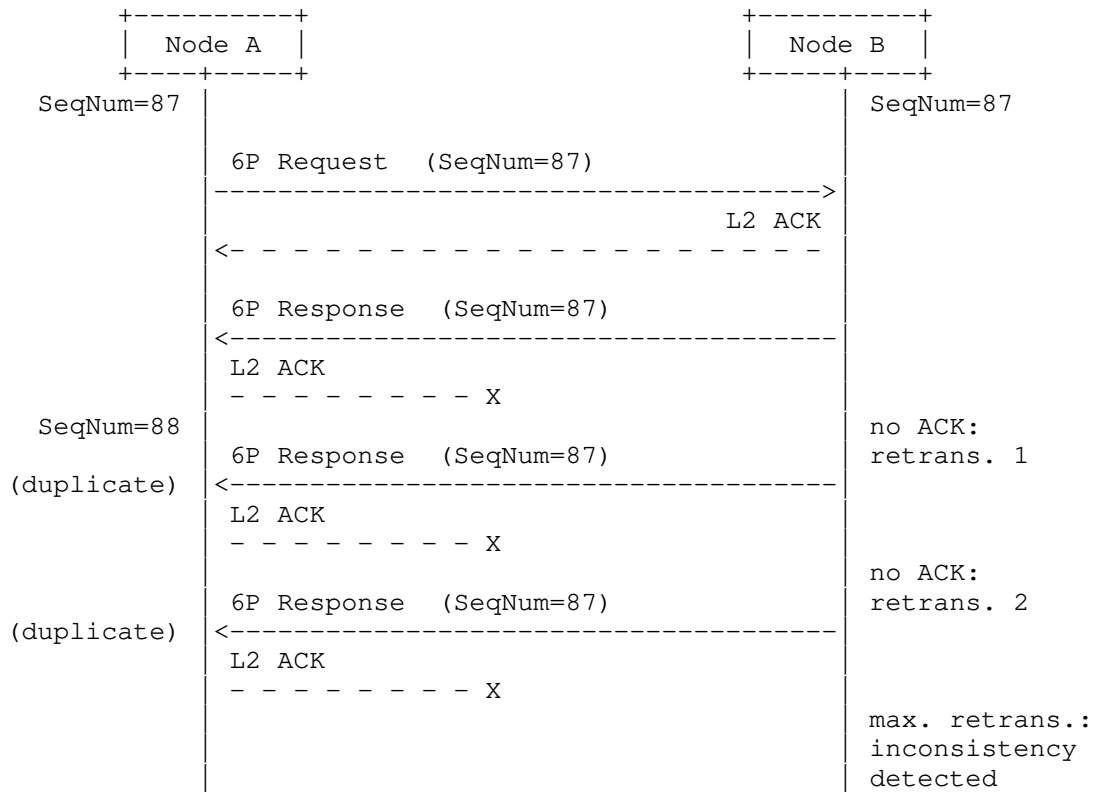 Node A Node B
SeqNum=87 SeqNum=87
6P Request (SeqNum=87)
L2 ACK
6P Response (SeqNum=87)
L2 ACK
X
SeqNum=88 no ACK:
6P Response (SeqNum=87) retrans. 1
(duplicate)
L2 ACK
X
no ACK:
6P Response (SeqNum=87) retrans. 2
(duplicate)
L2 ACK
X
max. retrans.:
inconsistency
detected